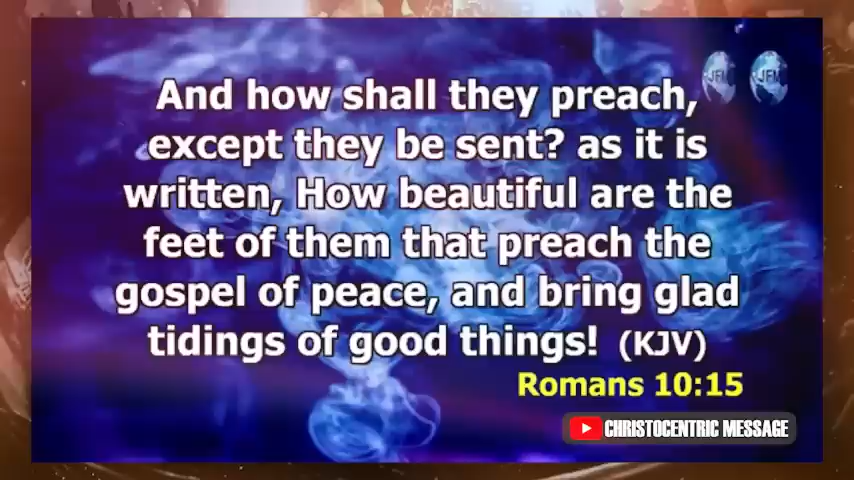 JFM JFM
And how shall they preach,
except they be sent? as it is
written, How beautiful are the
feet of them that preach the
gospel of peace, and bring glad
tidings of good things! (KJV)
Romans 10:15
CHRISTOCENTRIC MESSAGE